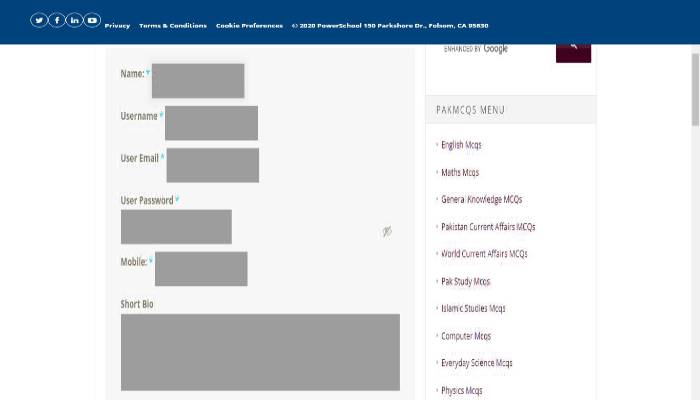 Privacy Terms & Conditions Cookie Preferences © 2020 PowerSchool 150 Parkshore Dr., Folsom, CA 95630
ENHANCED BY Google
Name: *
Username *
User Email *
User Password *
Mobile: *
Short Bio
PAKMCQS MENU
English Mcqs
Maths Mcqs
General Knowledge MCQs
Pakistan Current Affairs MCQs
World Current Affairs MCQs
Pak Study Mcqs
Islamic Studies Mcqs
Computer Mcqs
Everyday Science Mcqs
Physics Mcqs